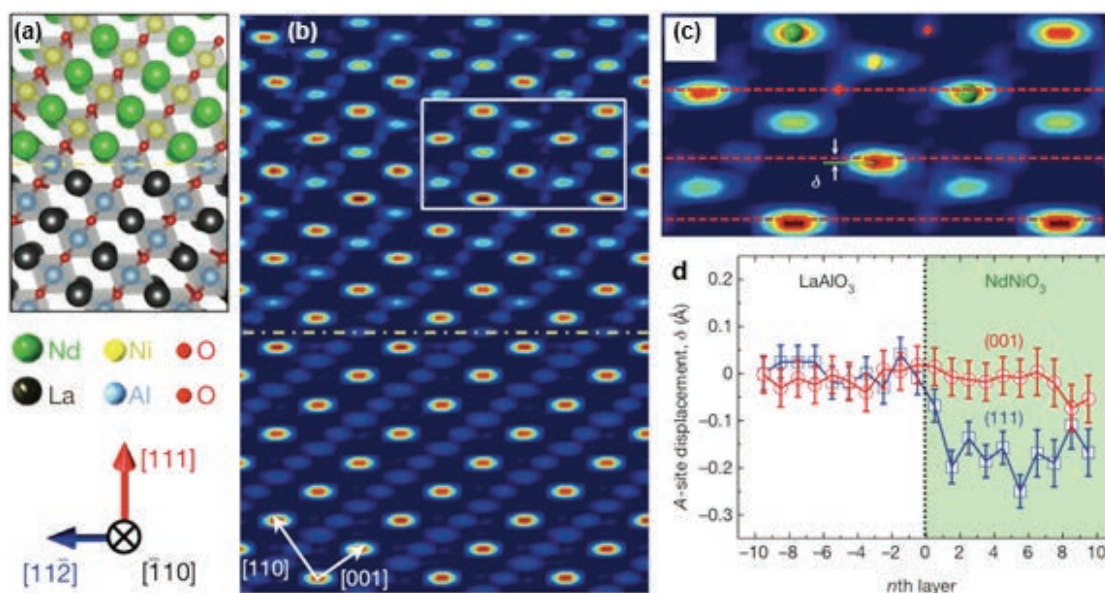 (a)
Nd Ni O
La Al O
[111]
[112̄]
[1̄10]
(b)
[110]
[001]
(c)
δ
d
LaAlO₃ NdNiO₃
(001)
(111)
A-site displacement, δ (Å)
0.2
0.1
0
−0.1
−0.2
−0.3
−10 −8 −6 −4 −2 0 2 4 6 8 10
nth layer